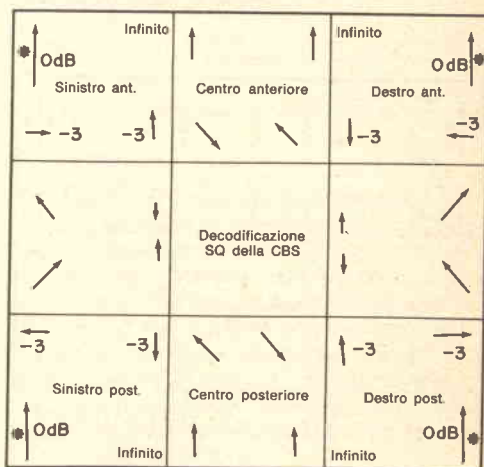 Infinito
Infinito
* OdB
OdB *
Sinistro ant.
Centro anteriore
Destro ant.
-3
-3
-3
-3
Decodificazione
SQ della CBS
-3
-3
-3
-3
Sinistro post.
Centro posteriore
Destro post.
* OdB
OdB *
Infinito
Infinito